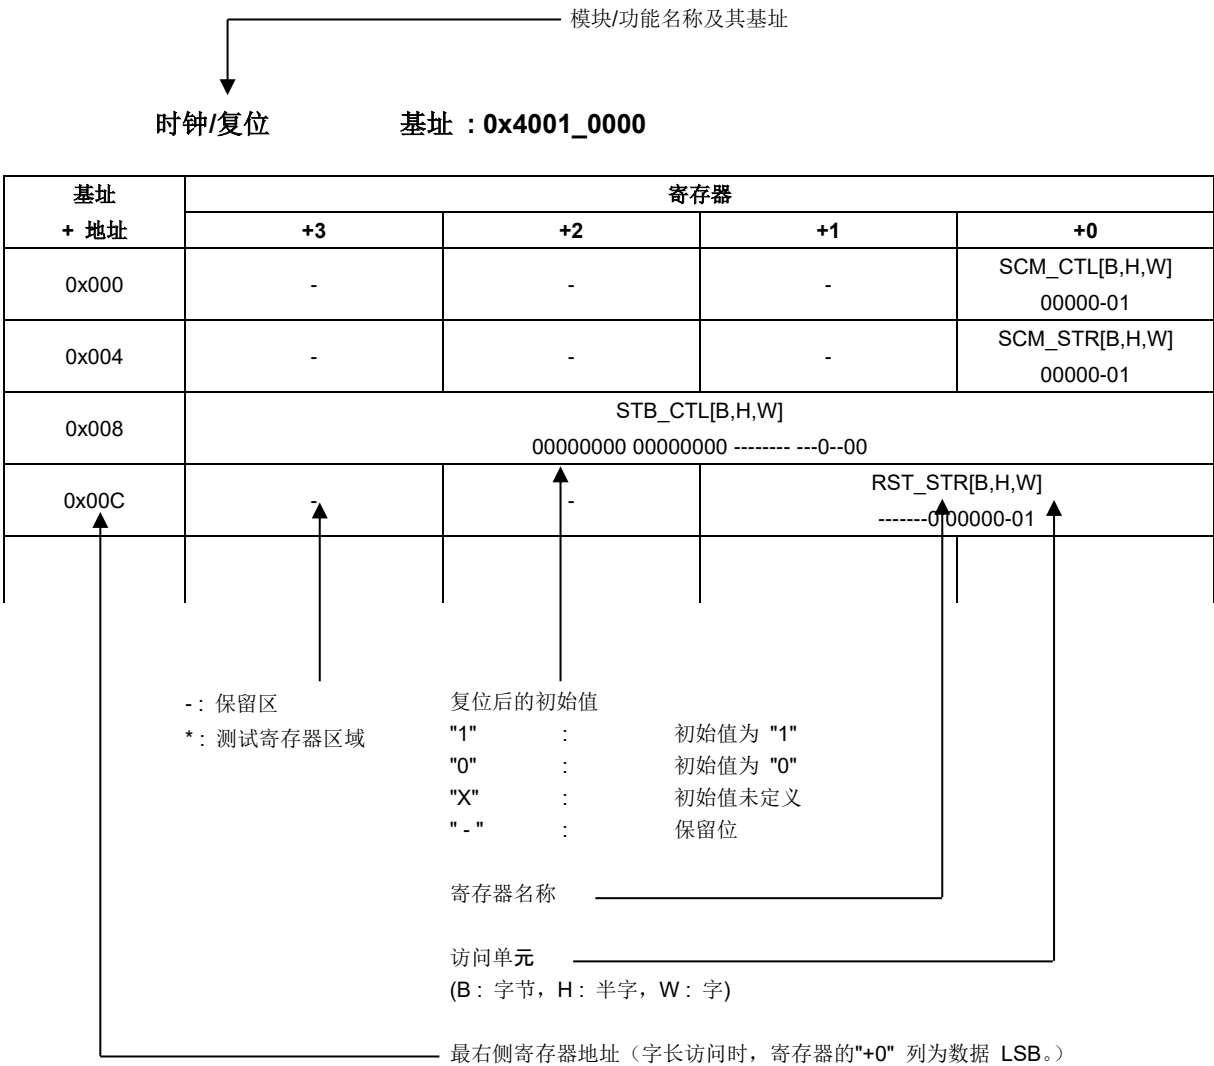 模块/功能名称及其基址
时钟/复位 基址 : 0x4001_0000
基址 寄存器
+ 地址 +3 +2 +1 +0
0x000 - - - SCM_CTL[B,H,W]
00000-01
0x004 - - - SCM_STR[B,H,W]
00000-01
0x008 STB_CTL[B,H,W]
00000000 00000000 -------- ---0--00
0x00C - - RST_STR[B,H,W]
-------0 00000-01
- : 保留区
* : 测试寄存器区域
复位后的初始值
"1" : 初始值为 "1"
"0" : 初始值为 "0"
"X" : 初始值未定义
" - " : 保留位
寄存器名称
访问单元
(B : 字节，H : 半字，W : 字)
最右侧寄存器地址（字长访问时，寄存器的"+0" 列为数据 LSB。）